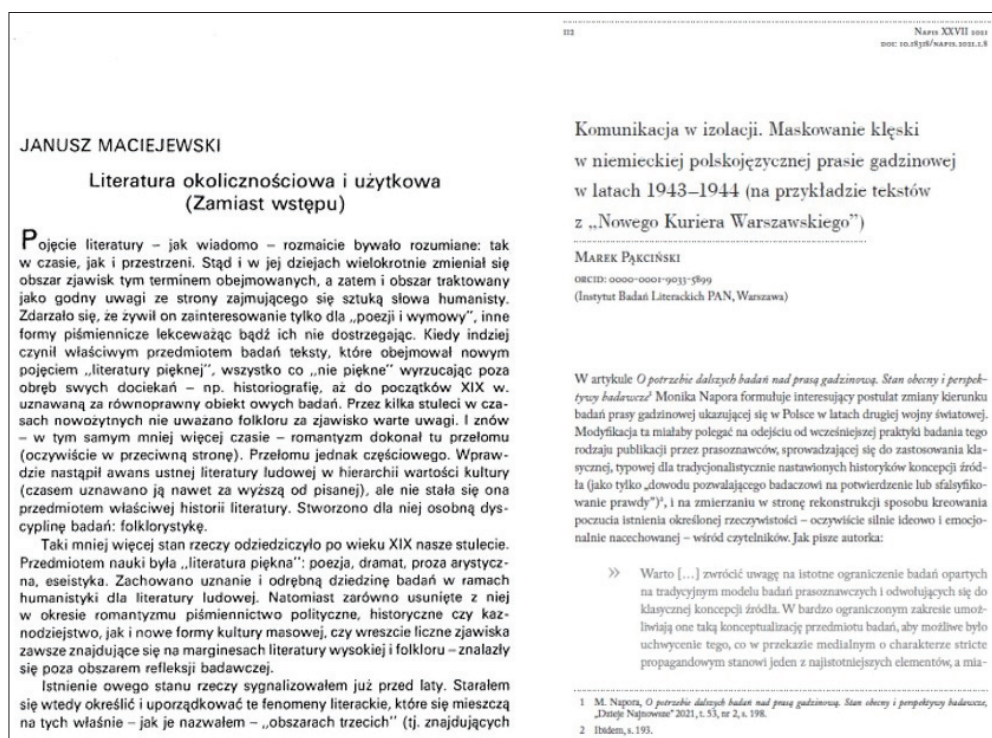 JANUSZ MACIEJEWSKI
Literatura okolicznościowa i użytkowa
(Zamiast wstępu)
Pojęcie literatury – jak wiadomo – rozmaicie bywało rozumiane: tak
w czasie, jak i przestrzeni. Stąd i w jej dziejach wielokrotnie zmieniał się
obszar zjawisk tym terminem obejmowanych, a zatem i obszar traktowany
jako godny uwagi ze strony zajmującego się sztuką słowa humanisty.
Zdarzało się, że żywił on zainteresowanie tylko dla „poezji i wymowy”, inne
formy piśmiennicze lekceważąc bądź ich nie dostrzegając. Kiedy indziej
czynił właściwym przedmiotem badań teksty, które obejmował nowym
pojęciem „literatury pięknej”, wszystko co „nie piękne” wyrzucając poza
obręb swych dociekań – np. historiografię, aż do początków XIX w.
uznawaną za równoprawny obiekt owych badań. Przez kilka stuleci w cza-
sach nowożytnych nie uważano folkloru za zjawisko warte uwagi. I znów
– w tym samym mniej więcej czasie – romantyzm dokonał tu przełomu
(oczywiście w przeciwną stronę). Przełomu jednak częściowego. Wpraw-
dzie nastąpił awans ustnej literatury ludowej w hierarchii wartości kultury
(czasem uznawano ją nawet za wyższą od pisanej), ale nie stała się ona
przedmiotem właściwej historii literatury. Stworzono dla niej osobną dys-
cyplinę badań: folklorystykę.
Taki mniej więcej stan rzeczy odziedziczyło po wieku XIX nasze stulecie.
Przedmiotem nauki była „literatura piękna”: poezja, dramat, proza arystycz-
na, eseistyka. Zachowano uznanie i odrębną dziedzinę badań w ramach
humanistyki dla literatury ludowej. Natomiast zarówno usunięte z niej
w okresie romantyzmu piśmiennictwo polityczne, historyczne czy kaz-
nodziejstwo, jak i nowe formy kultury masowej, czy wreszcie liczne zjawiska
zawsze znajdujące się na marginesach literatury wysokiej i folkloru – znalazły
się poza obszarem refleksji badawczej.
Istnienie owego stanu rzeczy sygnalizowałem już przed laty. Starałem
się wtedy określić i uporządkować te fenomeny literackie, które się mieszczą
na tych właśnie – jak je nazwałem – „obszarach trzecich” (tj. znajdujących
112
Napis XXVII 2021
DOI: 10.18318/napis.2021.1.8
Komunikacja w izolacji. Maskowanie klęski
w niemieckiej polskojęzycznej prasie gadzinowej
w latach 1943–1944 (na przykładzie tekstów
z „Nowego Kuriera Warszawskiego”)
Marek Pąkciński
ORCID: 0000-0001-9033-5899
(Instytut Badań Literackich PAN, Warszawa)
W artykule O potrzebie dalszych badań nad prasą gadzinową. Stan obecny i perspek-
tywy badawcze¹ Monika Napora formułuje interesujący postulat zmiany kierunku
badań prasy gadzinowej ukazującej się w Polsce w latach drugiej wojny światowej.
Modyfikacja ta miałaby polegać na odejściu od wcześniejszej praktyki badania tego
rodzaju publikacji przez prasoznawców, sprowadzającej się do zastosowania kla-
sycznej, typowej dla tradycjonalistycznie nastawionych historyków koncepcji źród-
ła (jako tylko „dowodu pozwalającego badaczowi na potwierdzenie lub sfalsyfiko-
wanie prawdy”)², i na zmierzaniu w stronę rekonstrukcji sposobu kreowania
poczucia istnienia określonej rzeczywistości – oczywiście silnie ideowo i emocjo-
nalnie nacechowanej – wśród czytelników. Jak pisze autorka:
» Warto […] zwrócić uwagę na istotne ograniczenie badań opartych
na tradycyjnym modelu badań prasoznawczych i odwołujących się do
klasycznej koncepcji źródła. W bardzo ograniczonym zakresie umoż-
liwiają one taką konceptualizację przedmiotu badań, aby możliwe było
uchwycenie tego, co w przekazie medialnym o charakterze stricte
propagandowym stanowi jeden z najistotniejszych elementów, a mia-
1 M. Napora, O potrzebie dalszych badań nad prasą gadzinową. Stan obecny i perspektywy badawcze,
„Dzieje Najnowsze” 2021, t. 53, nr 2, s. 198.
2 Ibidem, s. 193.